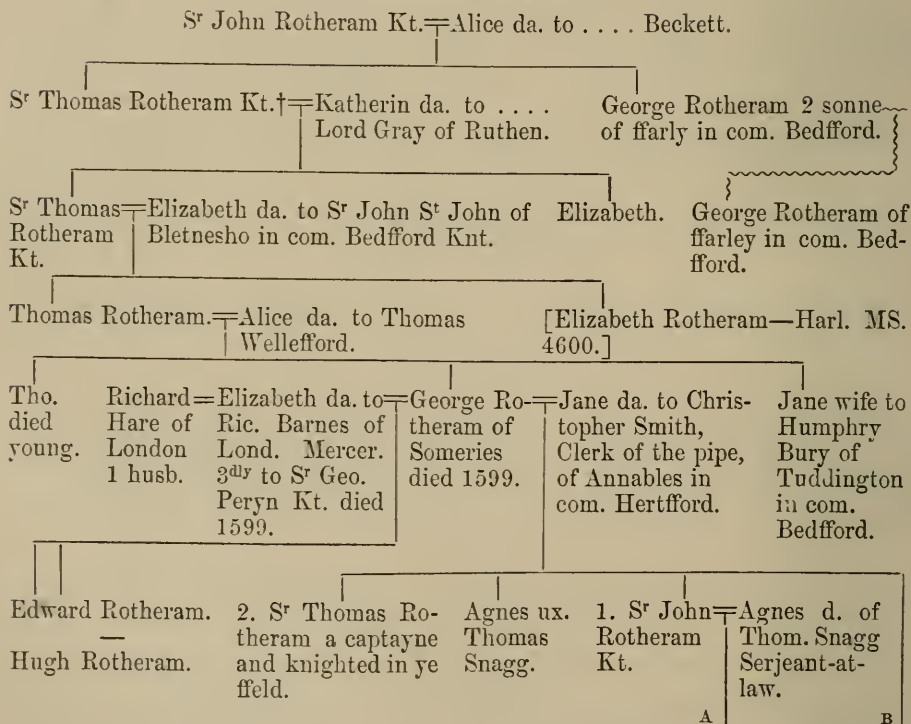 Sʳ John Rotheram Kt.=Alice da. to . . . . Beckett.
Sʳ Thomas Rotheram Kt.†=Katherin da. to . . . .
Lord Gray of Ruthen.
George Rotheram 2 sonne
of ffarly in com. Bedfford.
Sʳ Thomas
Rotheram
Kt.
=Elizabeth da. to Sʳ John Sᵗ John of
Bletnesho in com. Bedfford Knt.
Elizabeth.
George Rotheram of
ffarley in com. Bed-
fford.
Thomas Rotheram.=Alice da. to Thomas
Wellefford.
[Elizabeth Rotheram—Harl. MS.
4600.]
Tho.
died
young.
Richard
Hare of
London
1 husb.
=Elizabeth da. to
Ric. Barnes of
Lond. Mercer.
3ᵈˡʸ to Sʳ Geo.
Peryn Kt. died
1599.
=George Ro-
theram of
Someries
died 1599.
=Jane da. to Chris-
topher Smith,
Clerk of the pipe,
of Annables in
com. Hertfford.
Jane wife to
Humphry
Bury of
Tuddington
in com.
Bedfford.
Edward Rotheram.
—
Hugh Rotheram.
2. Sʳ Thomas Ro-
theram a captayne
and knighted in ye
ffeld.
Agnes ux.
Thomas
Snagg.
1. Sʳ John
Rotheram
Kt.
=Agnes d. of
Thom. Snagg
Serjeant-at-
law.
A
B